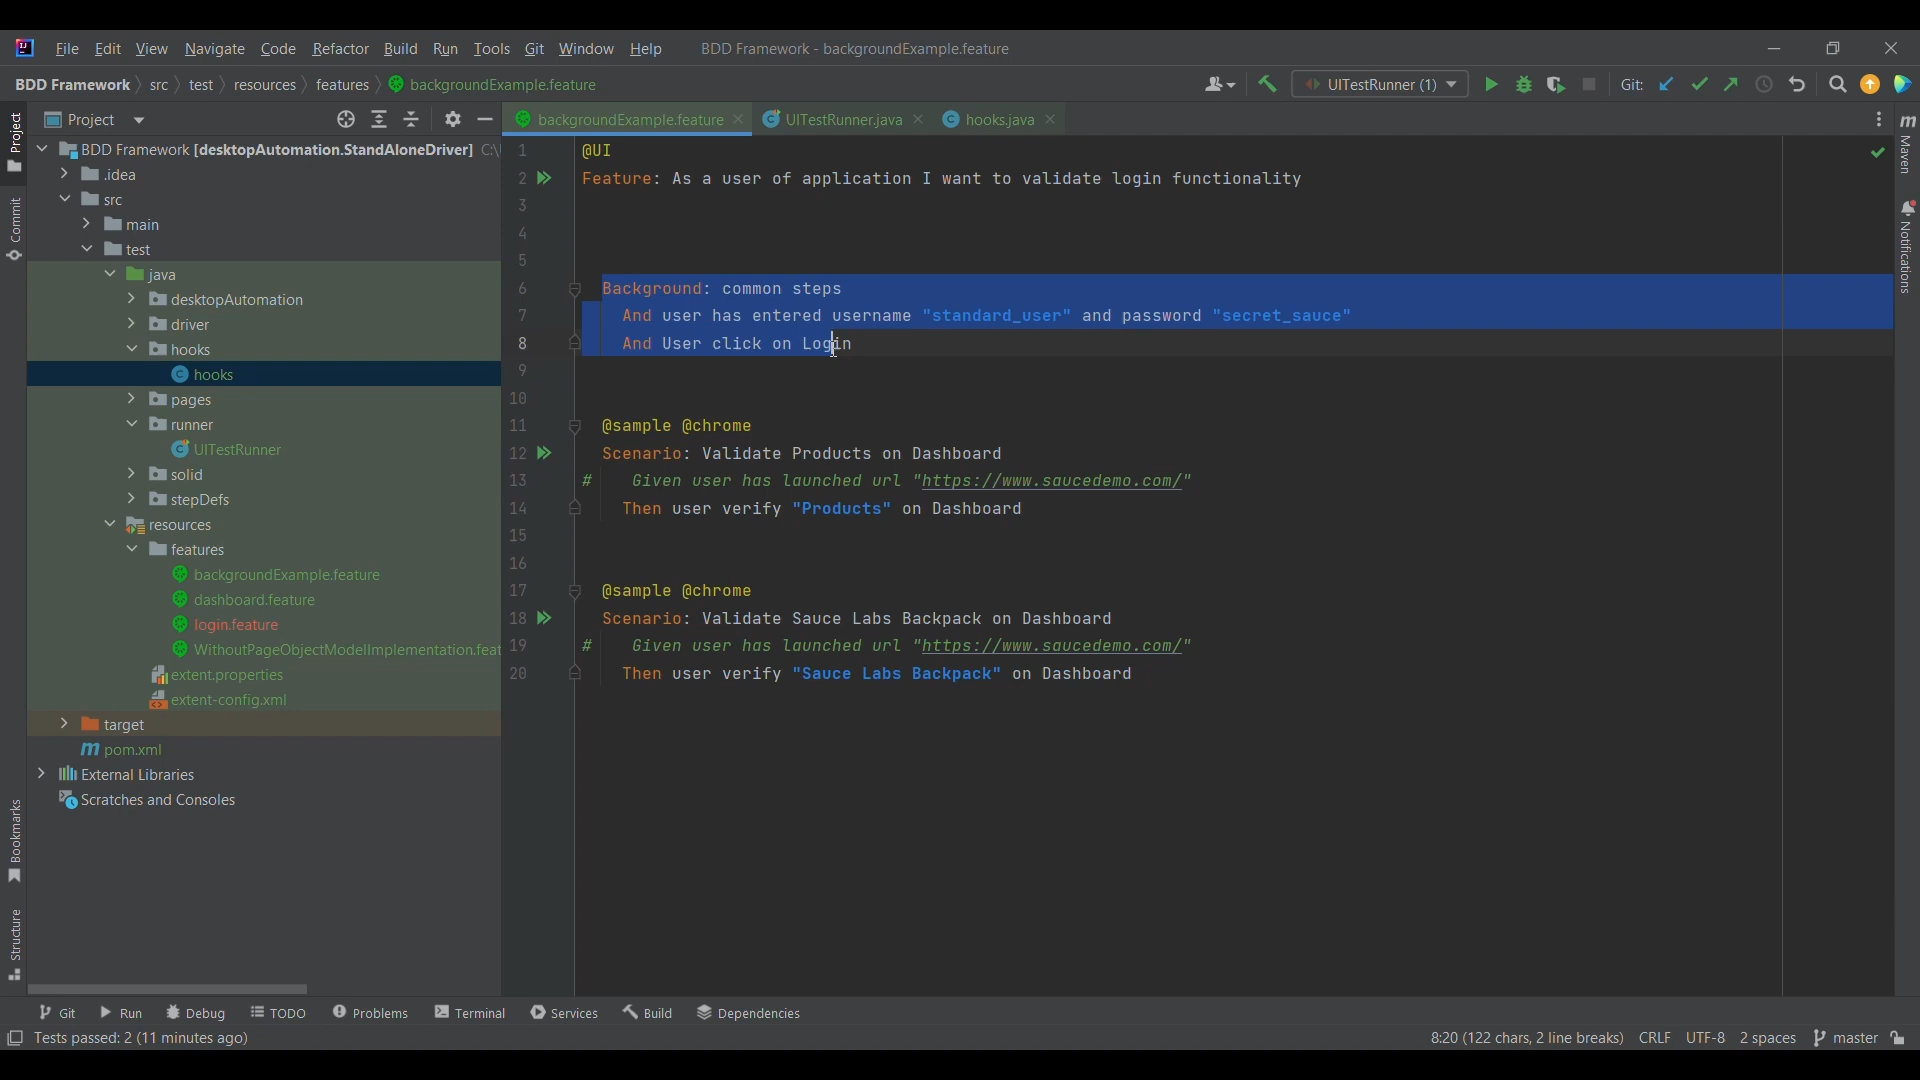 File Edit View Navigate Code Refactor Build Run Tools Git Window Help BDD Framework - backgroundExample.feature
BDD Framework src test resources features backgroundExample.feature UITestRunner (1) Git:
Project backgroundExample.feature UITestRunner.java hooks.java
Project
Commit
Bookmarks
Structure
BDD Framework [desktopAutomation.StandAloneDriver] C:\
.idea
src
main
test
java
desktopAutomation
driver
hooks
hooks
pages
runner
UITestRunner
solid
stepDefs
resources
features
backgroundExample.feature
dashboard.feature
login.feature
WithoutPageObjectModelImplementation.feat
extent.properties
extent-config.xml
target
pom.xml
External Libraries
Scratches and Consoles
1 @UI
2 Feature: As a user of application I want to validate login functionality
3
4
5
6 Background: common steps
7 And user has entered username "standard_user" and password "secret_sauce"
8 And User click on Login
9
10
11 @sample @chrome
12 Scenario: Validate Products on Dashboard
13 # Given user has launched url "https://www.saucedemo.com/"
14 Then user verify "Products" on Dashboard
15
16
17 @sample @chrome
18 Scenario: Validate Sauce Labs Backpack on Dashboard
19 # Given user has launched url "https://www.saucedemo.com/"
20 Then user verify "Sauce Labs Backpack" on Dashboard
Maven
Notifications
Git Run Debug TODO Problems Terminal Services Build Dependencies
Tests passed: 2 (11 minutes ago) 8:20 (122 chars, 2 line breaks) CRLF UTF-8 2 spaces master